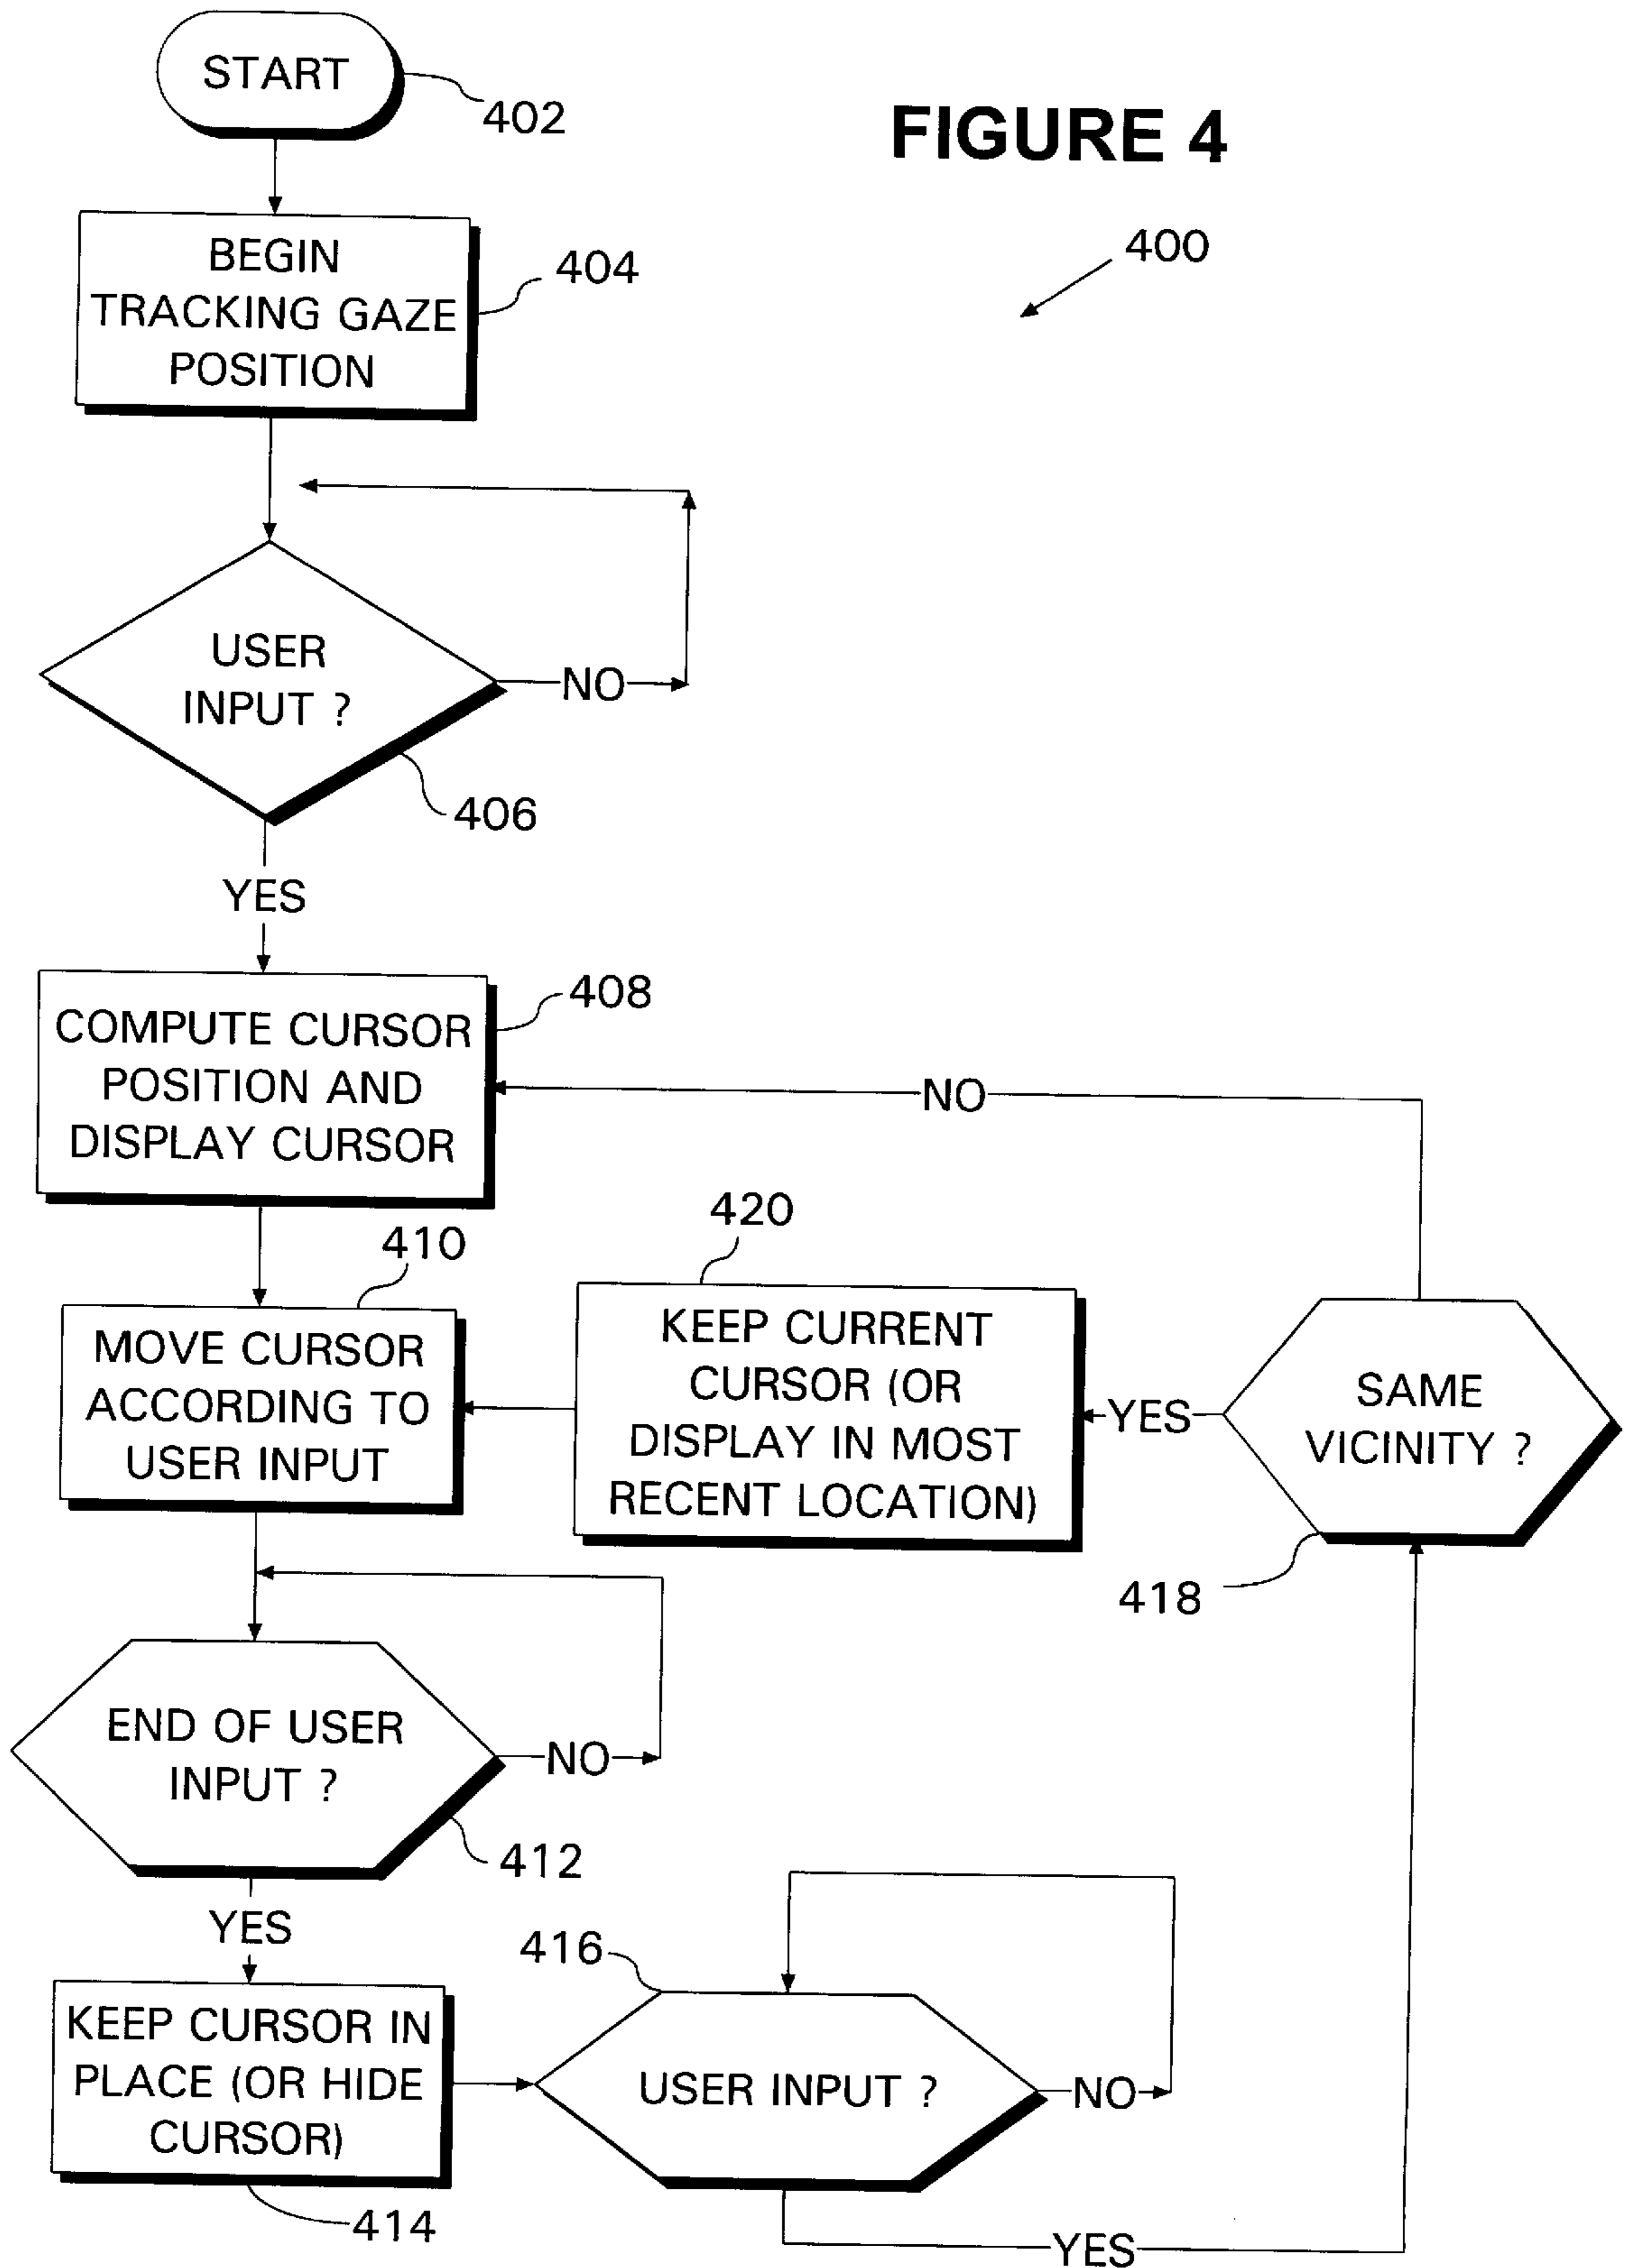 START
402
FIGURE 4
400
BEGIN
TRACKING GAZE
POSITION
404
USER
INPUT ?
NO
406
YES
COMPUTE CURSOR
POSITION AND
DISPLAY CURSOR
408
NO
410
MOVE CURSOR
ACCORDING TO
USER INPUT
420
KEEP CURRENT
CURSOR (OR
DISPLAY IN MOST
RECENT LOCATION)
YES
SAME
VICINITY ?
418
END OF USER
INPUT ?
NO
412
YES
KEEP CURSOR IN
PLACE (OR HIDE
CURSOR)
414
416
USER INPUT ?
NO
YES